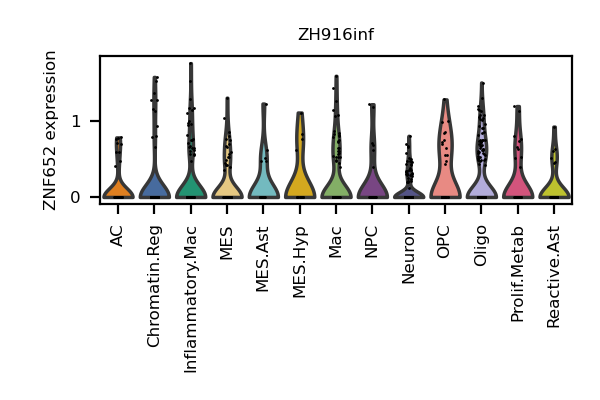 ZH916inf
ZNF652 expression
1
0
AC
Chromatin.Reg
Inflammatory.Mac
MES
MES.Ast
MES.Hyp
Mac
NPC
Neuron
OPC
Oligo
Prolif.Metab
Reactive.Ast